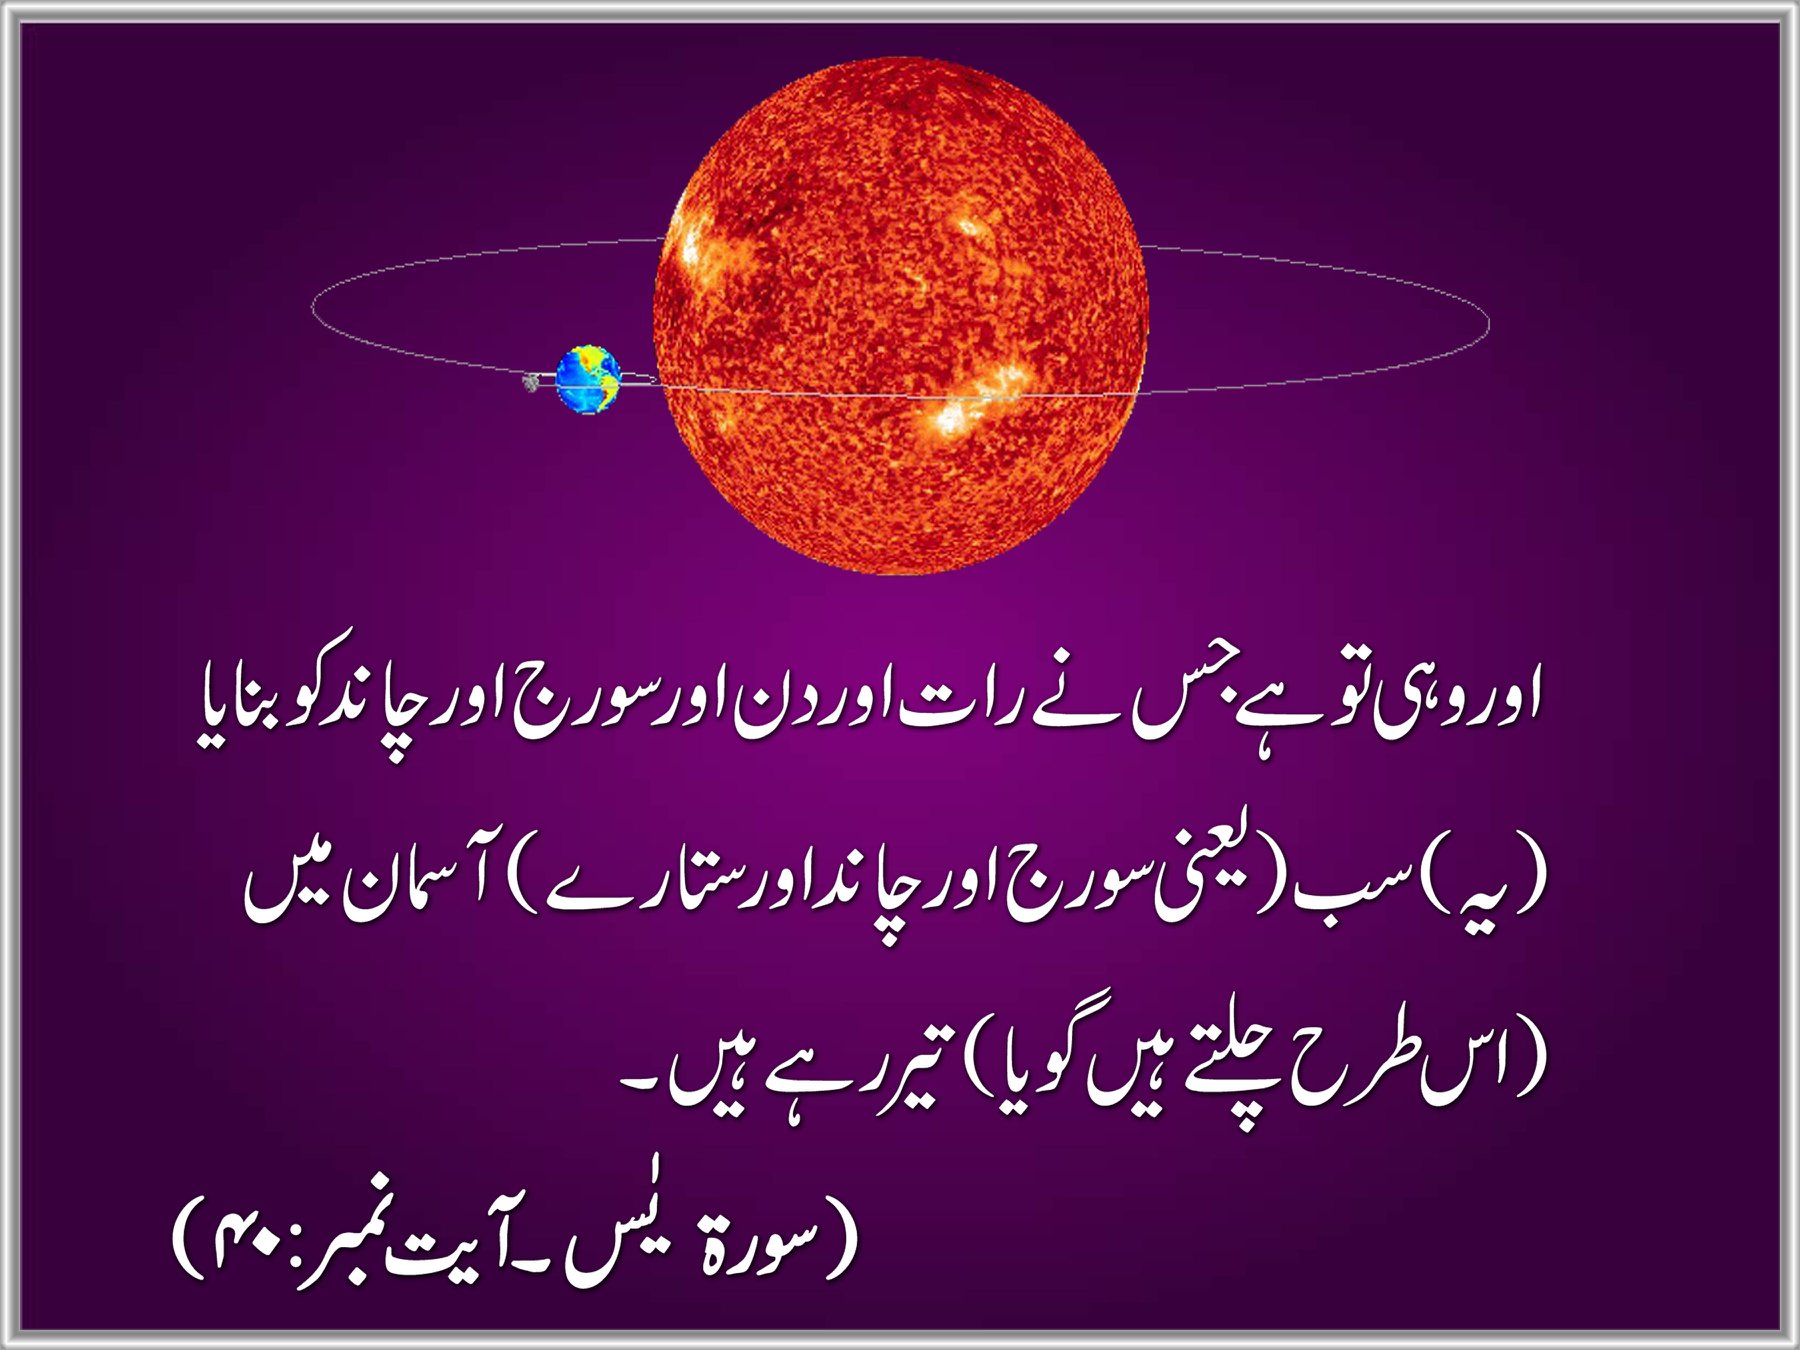 اور وہی تو ہے جس نے رات اور دن اور سورج اور چاند کو بنایا
(یہ) سب (یعنی سورج اور چاند اور ستارے) آسمان میں
(اس طرح چلتے ہیں گویا) تیر رہے ہیں۔
(سورۃ یٰس۔ آیت نمبر: ۴۰)